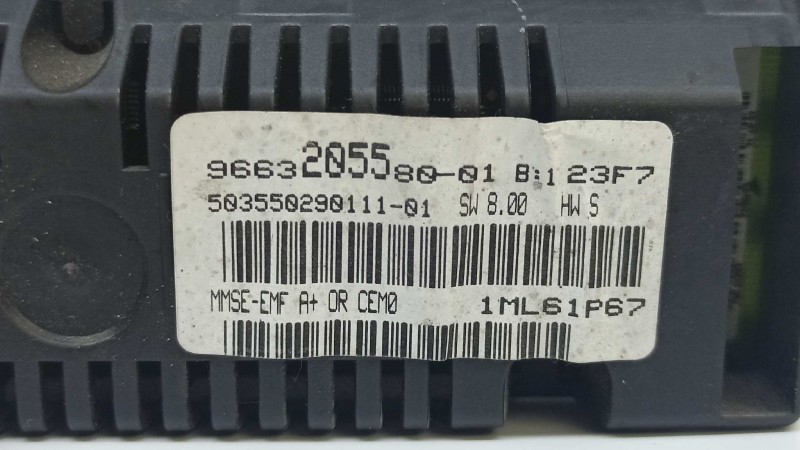 9663205580-01 B:1 23F7
503550290111-01 SW 8.00 HW S
MMSE-EMF A+ OR CEM0 1ML61P67